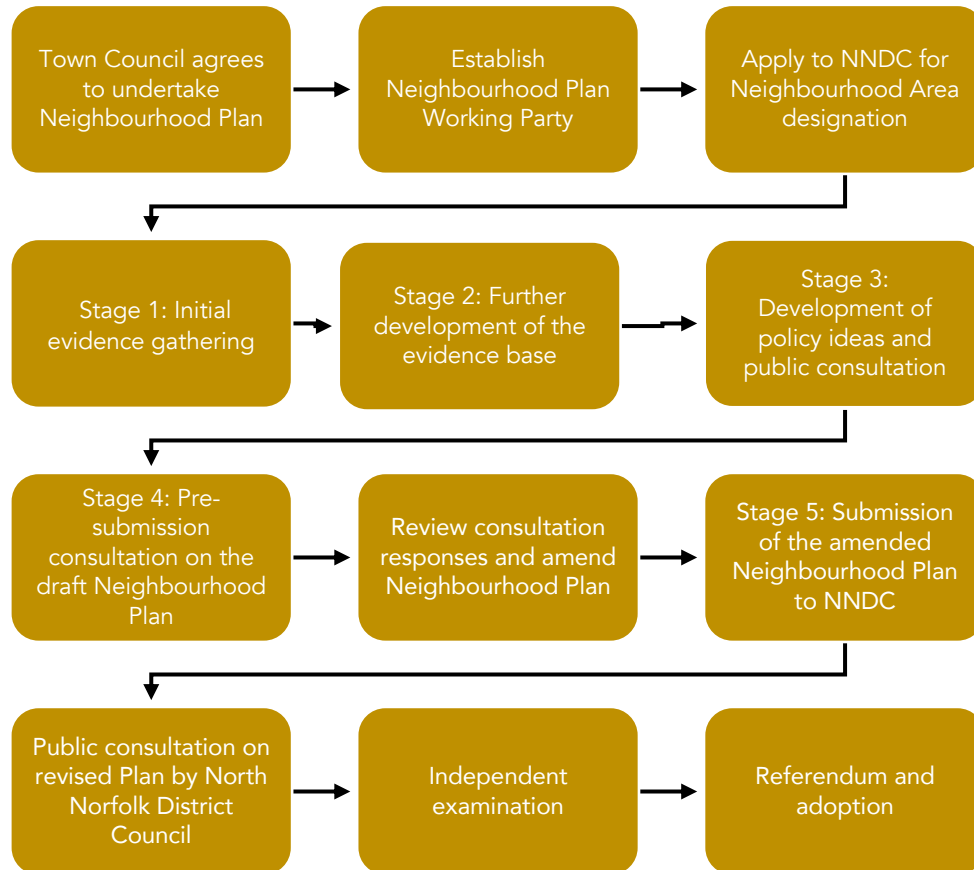 Town Council agrees
to undertake
Neighbourhood Plan
Establish
Neighbourhood Plan
Working Party
Apply to NNDC for
Neighbourhood Area
designation
Stage 1: Initial
evidence gathering
Stage 2: Further
development of the
evidence base
Stage 3:
Development of
policy ideas and
public consultation
Stage 4: Pre-
submission
consultation on the
draft Neighbourhood
Plan
Review consultation
responses and amend
Neighbourhood Plan
Stage 5: Submission
of the amended
Neighbourhood Plan
to NNDC
Public consultation on
revised Plan by North
Norfolk District
Council
Independent
examination
Referendum and
adoption